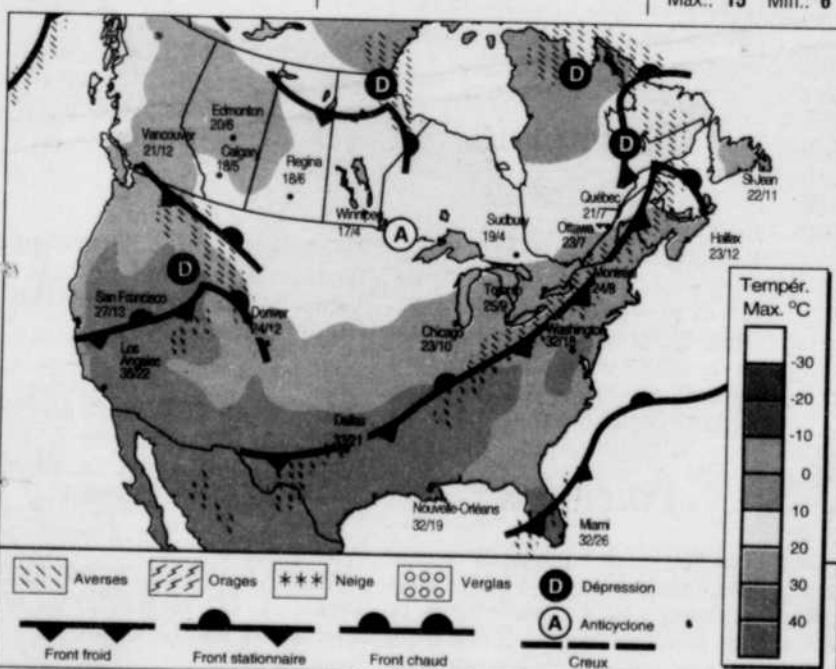 Max.: 15 Min.: 6
D
D
Edmonton
20/6
Vancouver
21/12
Calgary
18/5
Regina
18/6
D
St-Jean
22/11
Winnipeg
17/4
A
Sudbury
19/4
Québec
21/7
Ottawa
23/7
Halifax
23/12
D
Montréal
24/8
San Francisco
27/13
Denver
24/12
Toronto
25/9
Chicago
23/10
Washington
32/18
Los
Angeles
35/22
Dallas
33/21
Nouvelle-Orléans
32/19
Miami
32/26
Tempér.
Max. °C
-30
-20
-10
0
10
20
30
40
Averses
Orages
Neige
Verglas
D Dépression
A Anticyclone
Front froid
Front stationnaire
Front chaud
Creux